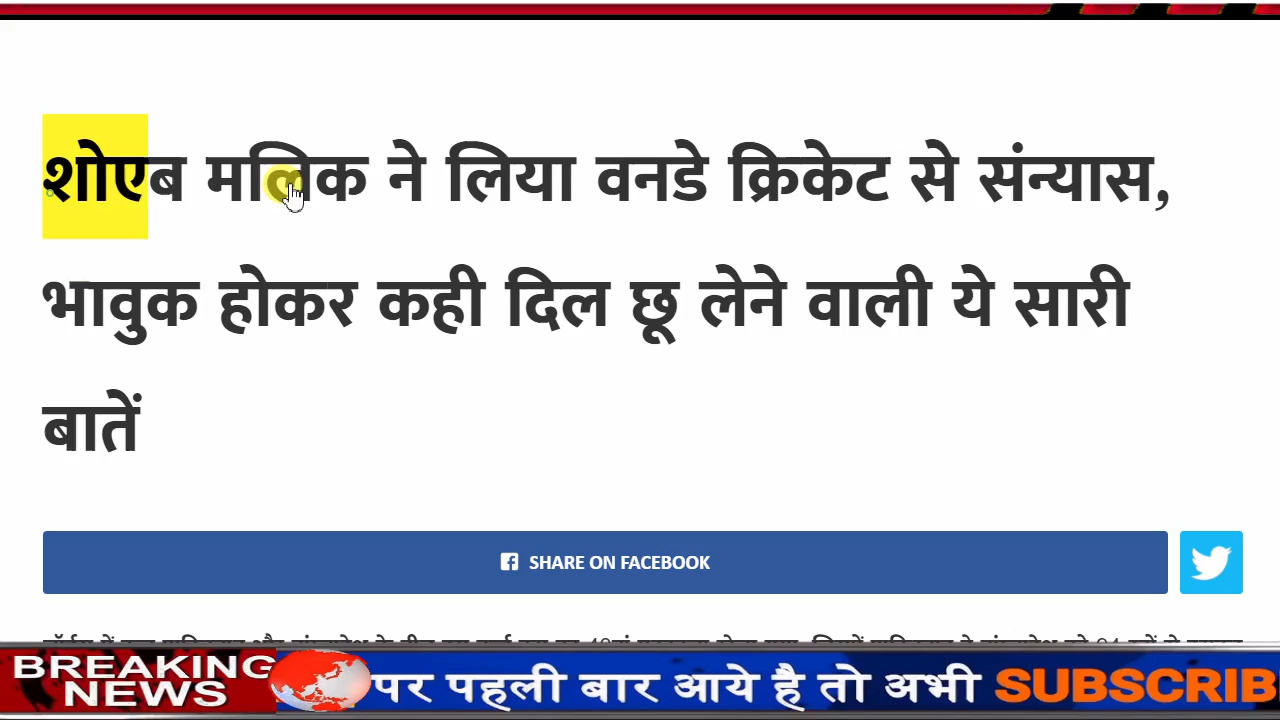 शोएब मलिक ने लिया वनडे क्रिकेट से संन्यास,
भावुक होकर कही दिल छू लेने वाली ये सारी
बातें
SHARE ON FACEBOOK
BREAKING
NEWS
पर पहली बार आये है तो अभी SUBSCRIB